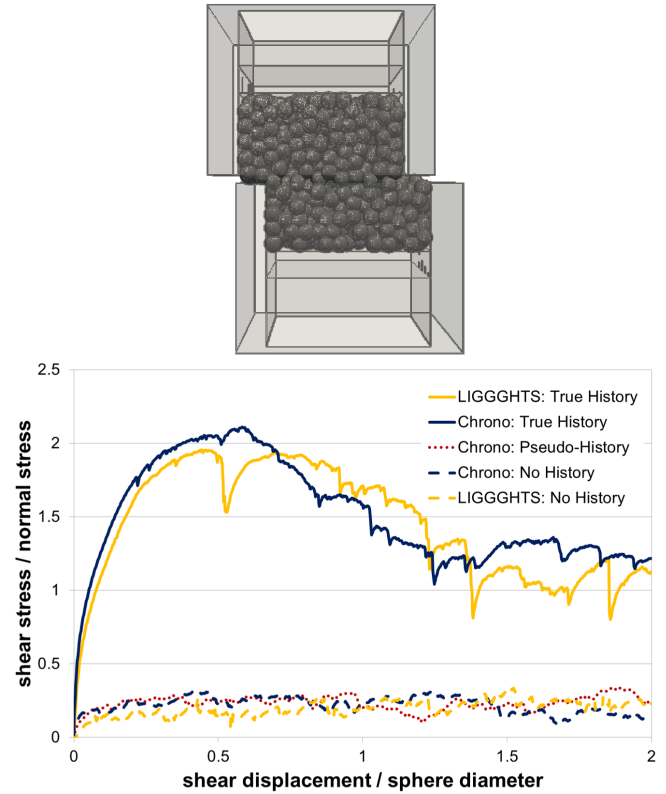 2.5
2
1.5
1
0.5
0
shear stress / normal stress
LIGGGHTS: True History
Chrono: True History
Chrono: Pseudo-History
Chrono: No History
LIGGGHTS: No History
0 0.5 1 1.5 2
shear displacement / sphere diameter